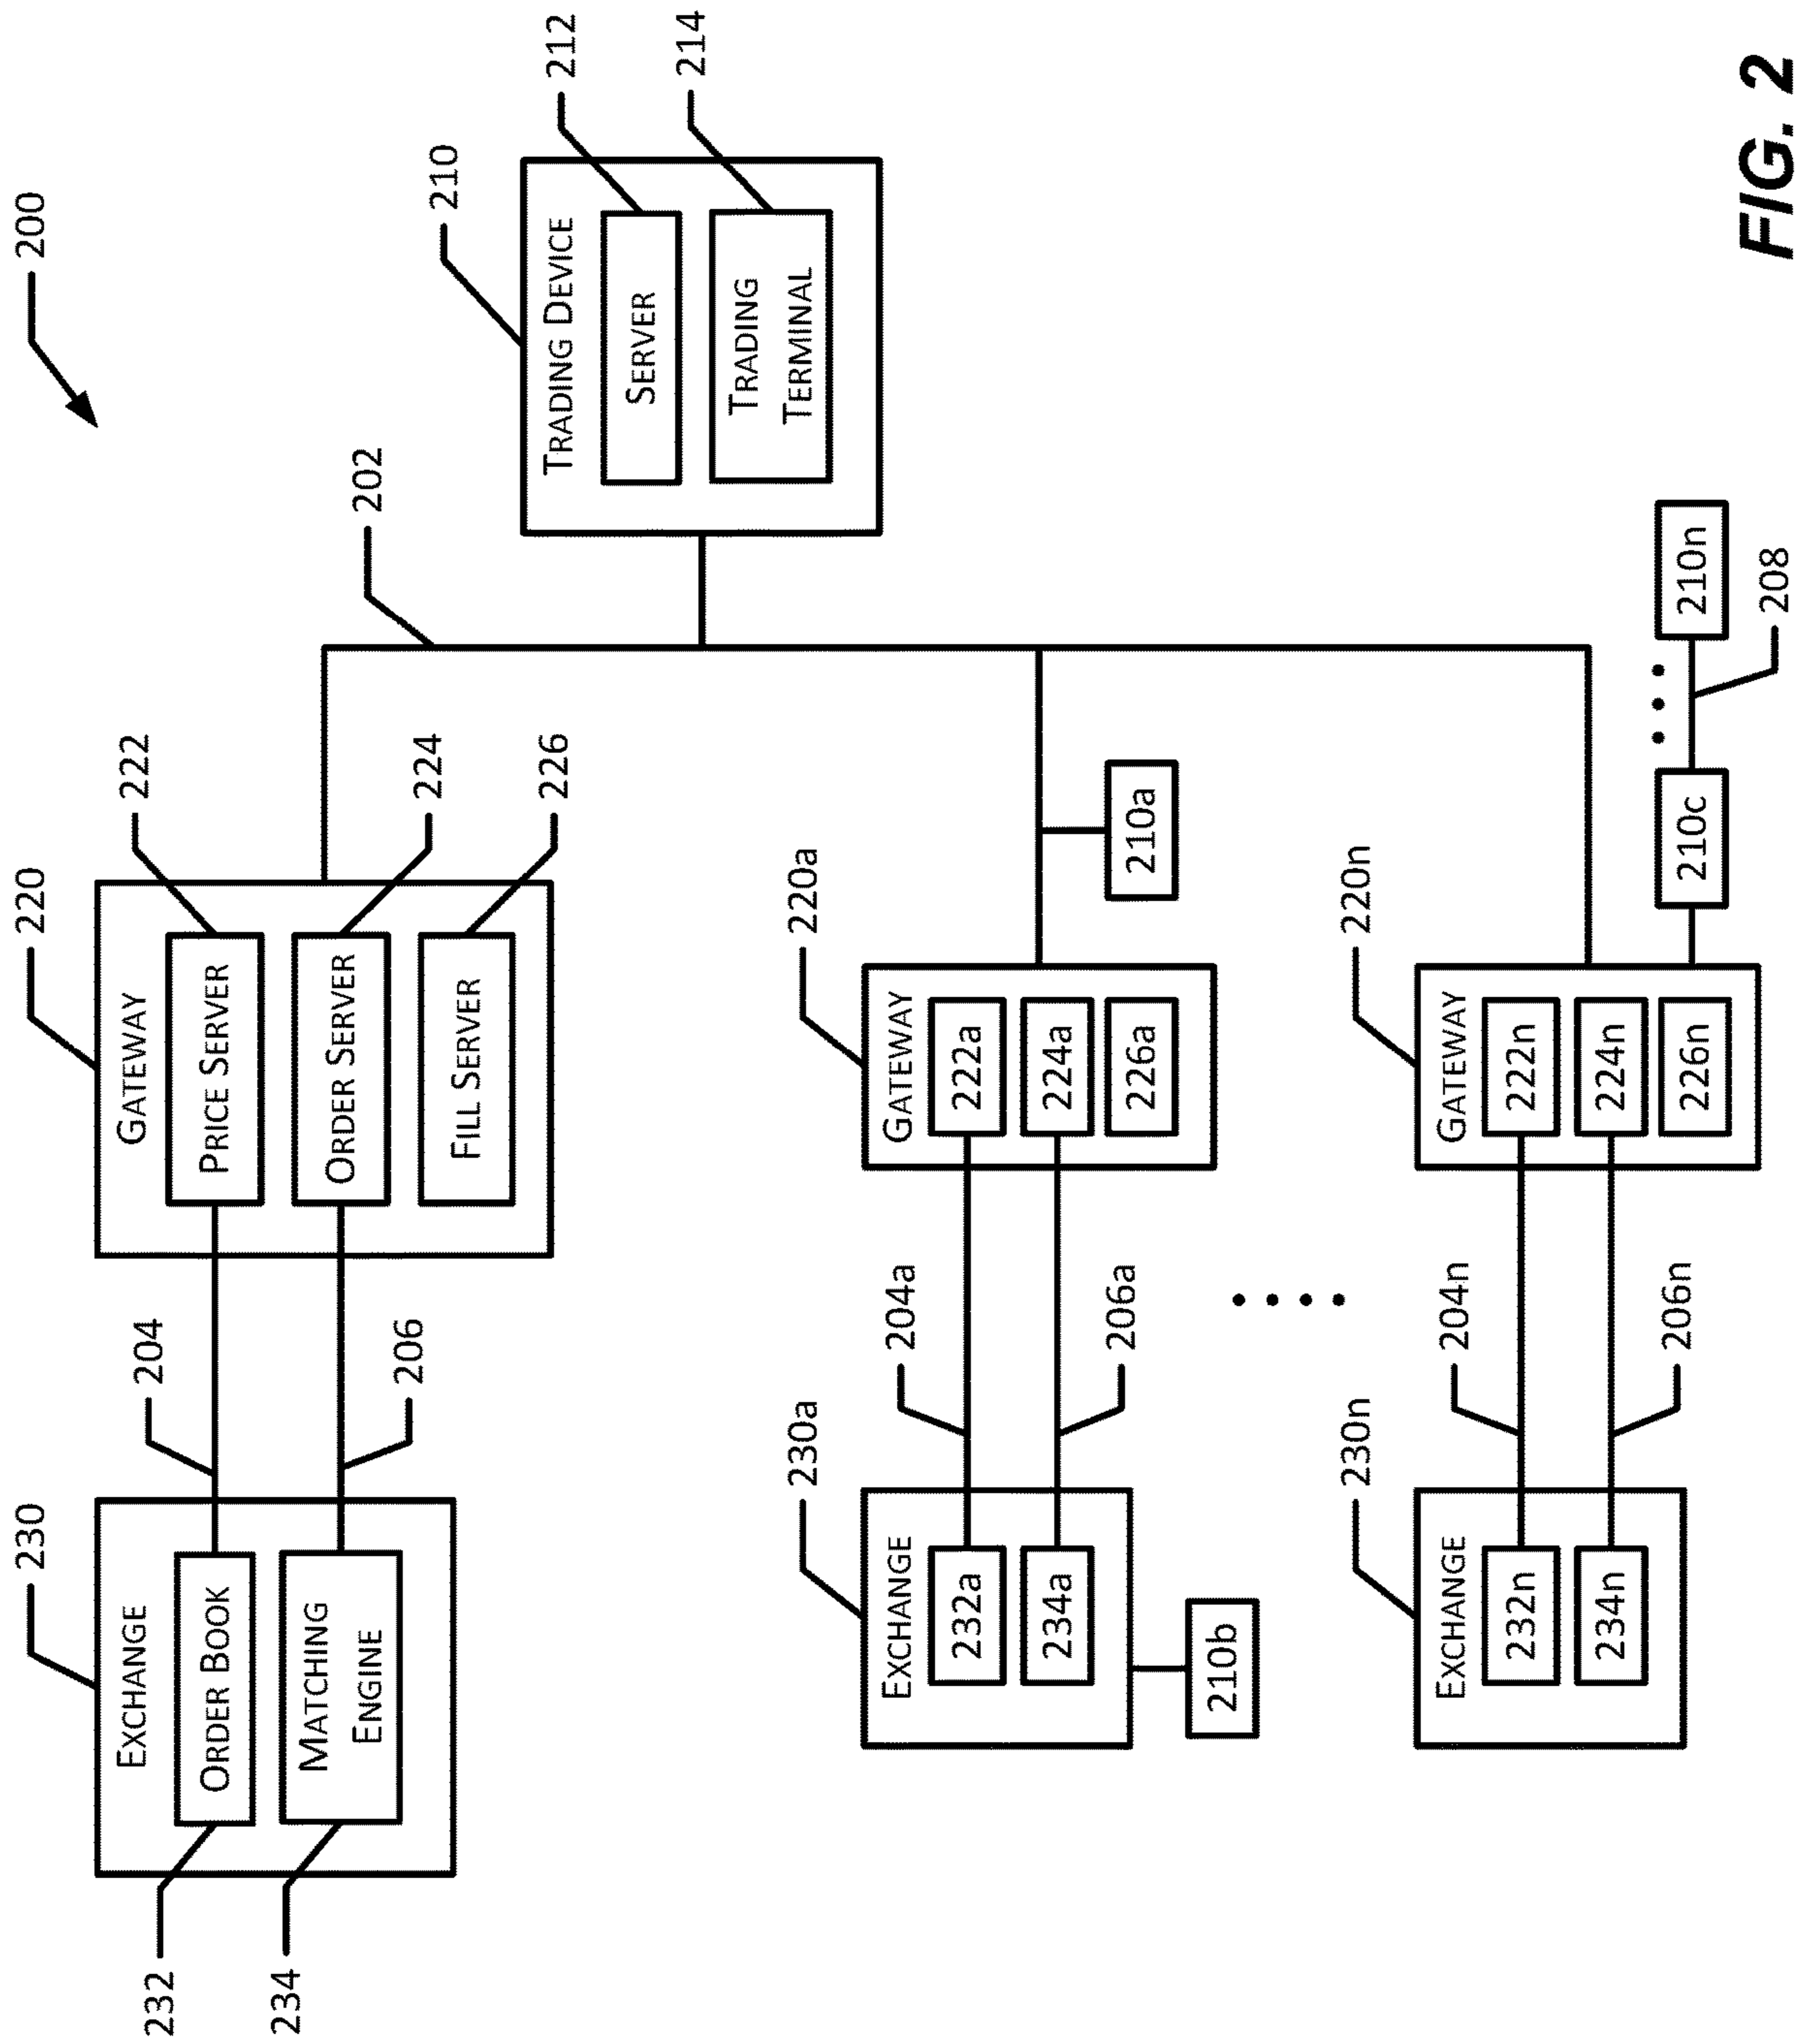 200
230
EXCHANGE
ORDER BOOK
MATCHING
ENGINE
232
234
204
206
220
GATEWAY
PRICE SERVER
ORDER SERVER
FILL SERVER
222
224
226
202
210
TRADING DEVICE
SERVER
TRADING
TERMINAL
212
214
230a
EXCHANGE
232a
234a
210b
204a
206a
220a
GATEWAY
222a
224a
226a
210a
230n
EXCHANGE
232n
234n
204n
206n
220n
GATEWAY
222n
224n
226n
210c
210n
208
FIG. 2